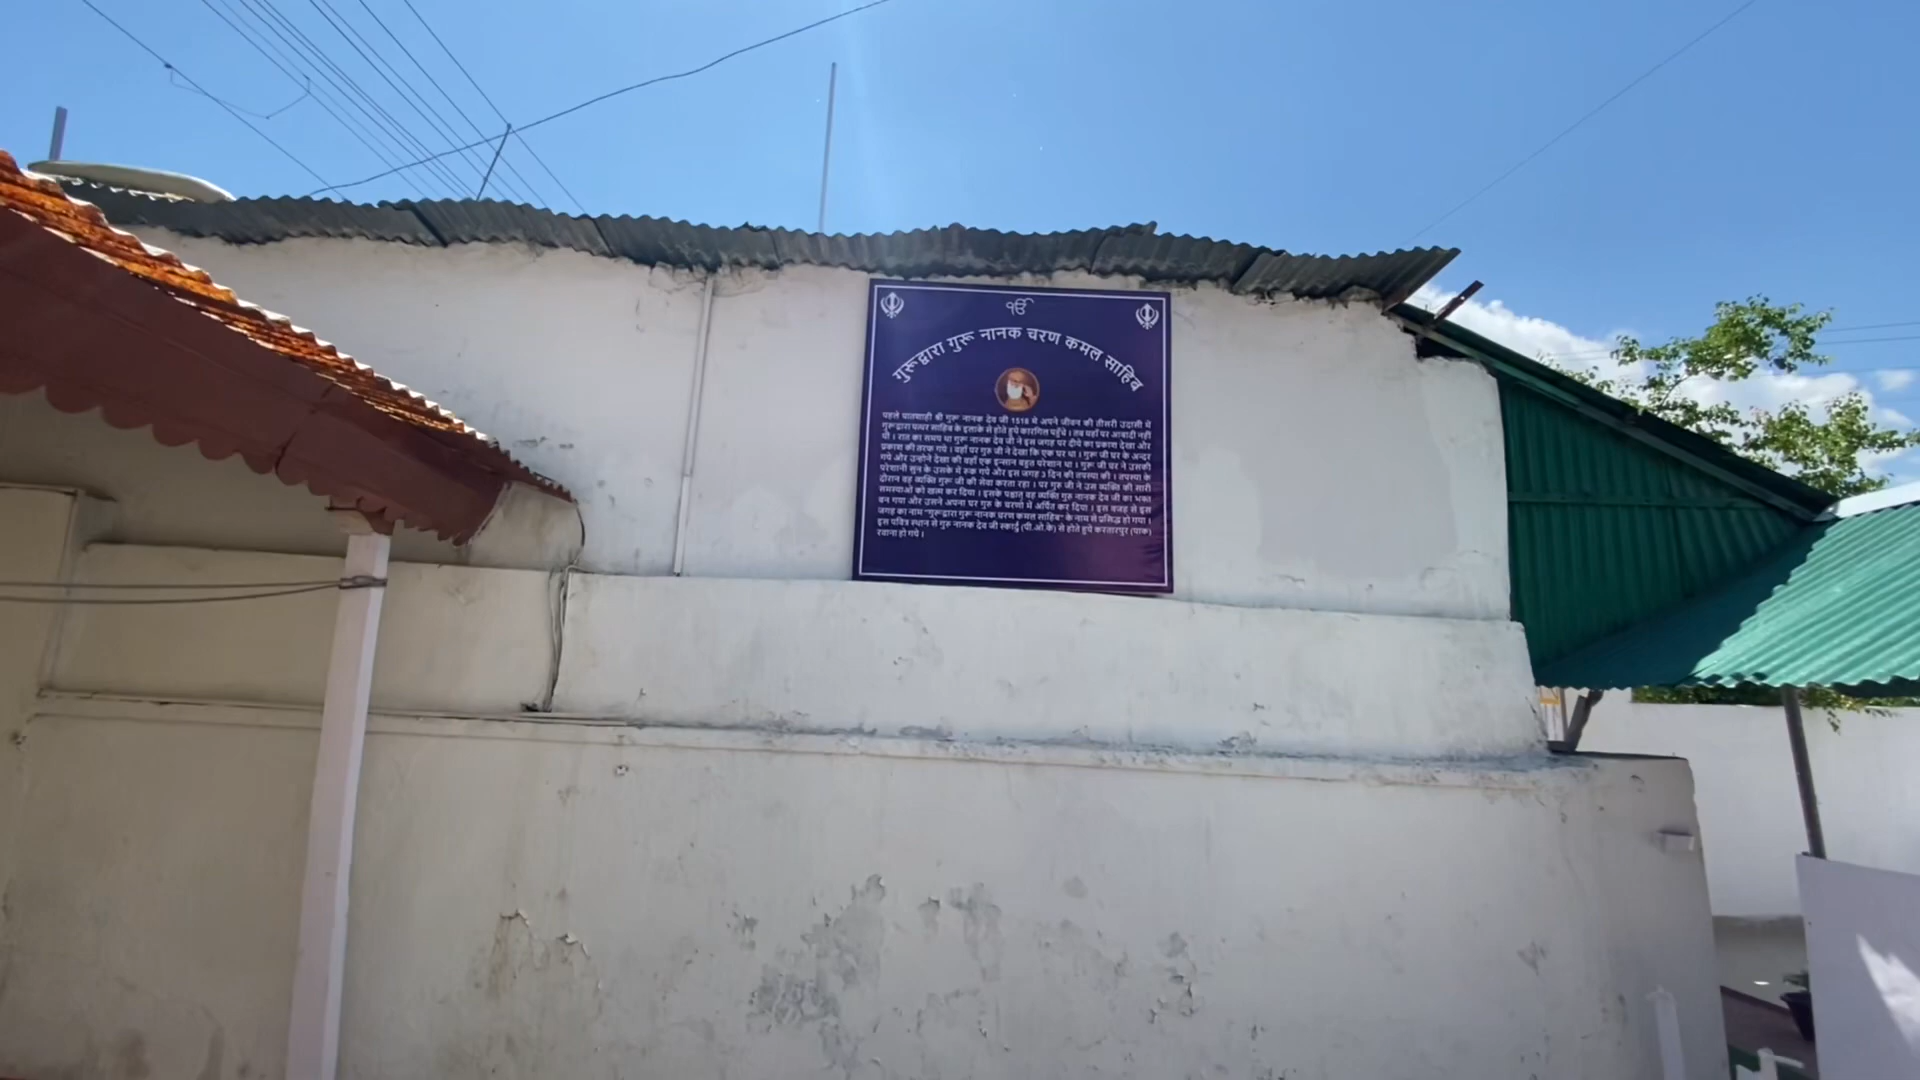 ੴ
गुरूद्वारा गुरू नानक चरण कमल साहिब
पहले पातशाही श्री गुरू नानक देव जी 1518 मे अपने जीवन की तीसरी उदासी मे
गुरूद्वारा पत्थर साहिब के इलाके से होते हुये कारगिल पहुँचे । तब यहाँ पर आबादी नहीं
थी । रात का समय था गुरू नानक देव जी ने इस जगह पर दीये का प्रकाश देखा और
प्रकाश की तरफ गये । वहाँ पर गुरू जी ने देखा कि एक घर था । गुरू जी घर के अन्दर
गये और उन्होने देखा की वहाँ एक इन्सान बहुत परेशान था । गुरू जी घर ने उसकी
परेशानी सुन के उसके मे रुक गये और इस जगह 3 दिन की तपस्या की । तपस्या के
दौरान वह व्यक्ति गुरू जी की सेवा करता रहा । पर गुरु जी ने उस व्यक्ति की सारी
समस्याओं को खत्म कर दिया । इसके पश्चात् वह व्यक्ति गुरु नानक देव जी का भक्त
बन गया और उसने अपना घर गुरु के चरणो में अर्पित कर दिया । इस वजह से इस
जगह का नाम "गुरूद्वारा गुरू नानक चरण कमल साहिब" के नाम से प्रसिद्ध हो गया ।
इस पवित्र स्थान से गुरु नानक देव जी स्कार्दु (पी.ओ.के) से होते हुये करतारपुर (पाक)
रवाना हो गये ।